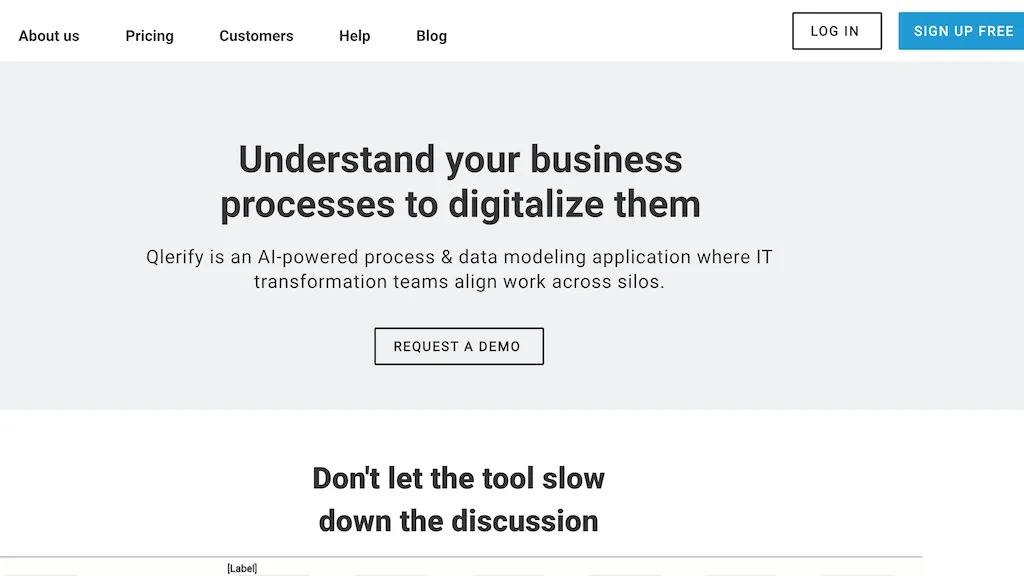 About us Pricing Customers Help Blog LOG IN SIGN UP FREE
Understand your business
processes to digitalize them
Qlerify is an AI-powered process & data modeling application where IT
transformation teams align work across silos.
REQUEST A DEMO
Don't let the tool slow
down the discussion
[Label]